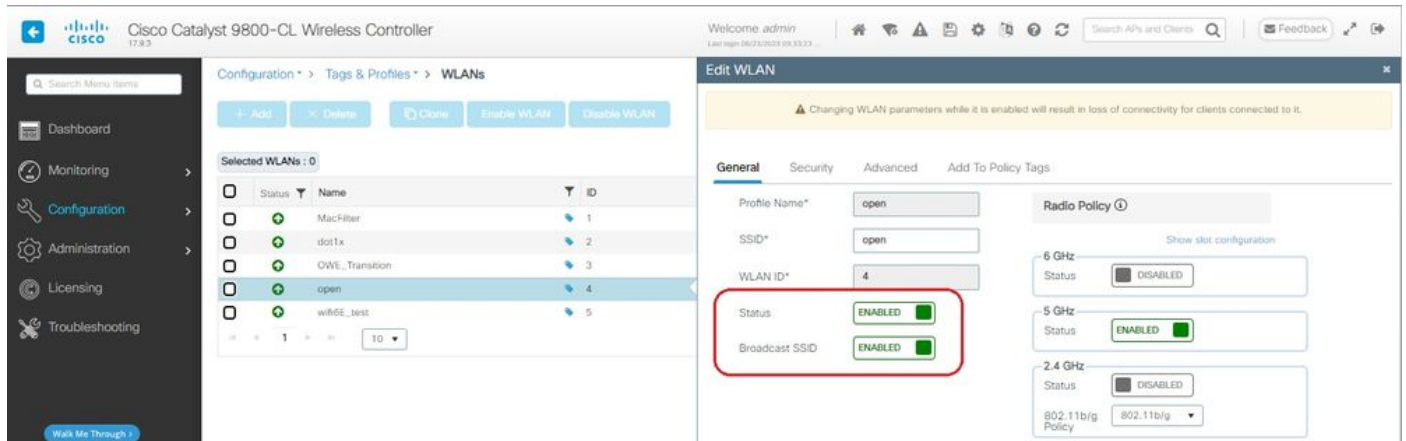 CISCO
Cisco Catalyst 9800-CL Wireless Controller
17.9.3
Welcome admin
Search APs and Clients
Feedback
Search Menu Items
Dashboard
Monitoring
Configuration
Administration
Licensing
Troubleshooting
Walk Me Through >
Configuration > Tags & Profiles > WLANs
+ Add
× Delete
Clone
Enable WLAN
Disable WLAN
Selected WLANs : 0
Status Name ID
MacFilter 1
dot1x 2
OWE_Transition 3
open 4
wifi6E_test 5
1 10
Edit WLAN
Changing WLAN parameters while it is enabled will result in loss of connectivity for clients connected to it.
General Security Advanced Add To Policy Tags
Profile Name* open
SSID* open
WLAN ID* 4
Status ENABLED
Broadcast SSID ENABLED
Radio Policy
Show slot configuration
6 GHz
Status DISABLED
5 GHz
Status ENABLED
2.4 GHz
Status DISABLED
802.11b/g Policy 802.11b/g